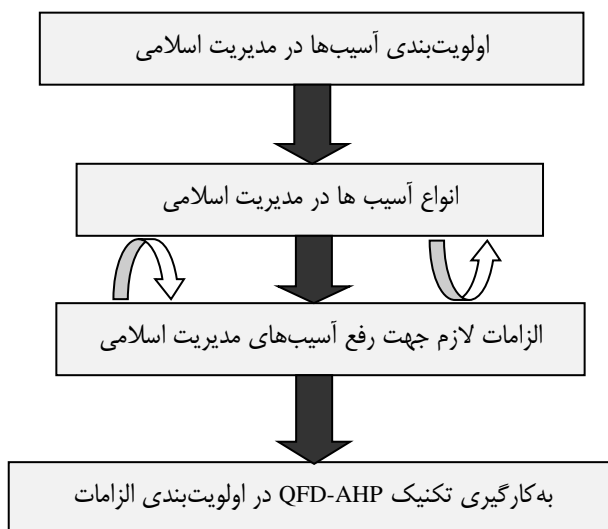 اولویت‌بندی آسیب‌ها در مدیریت اسلامی
انواع آسیب ها در مدیریت اسلامی
الزامات لازم جهت رفع آسیب‌های مدیریت اسلامی
به‌کارگیری تکنیک QFD-AHP در اولویت‌بندی الزامات